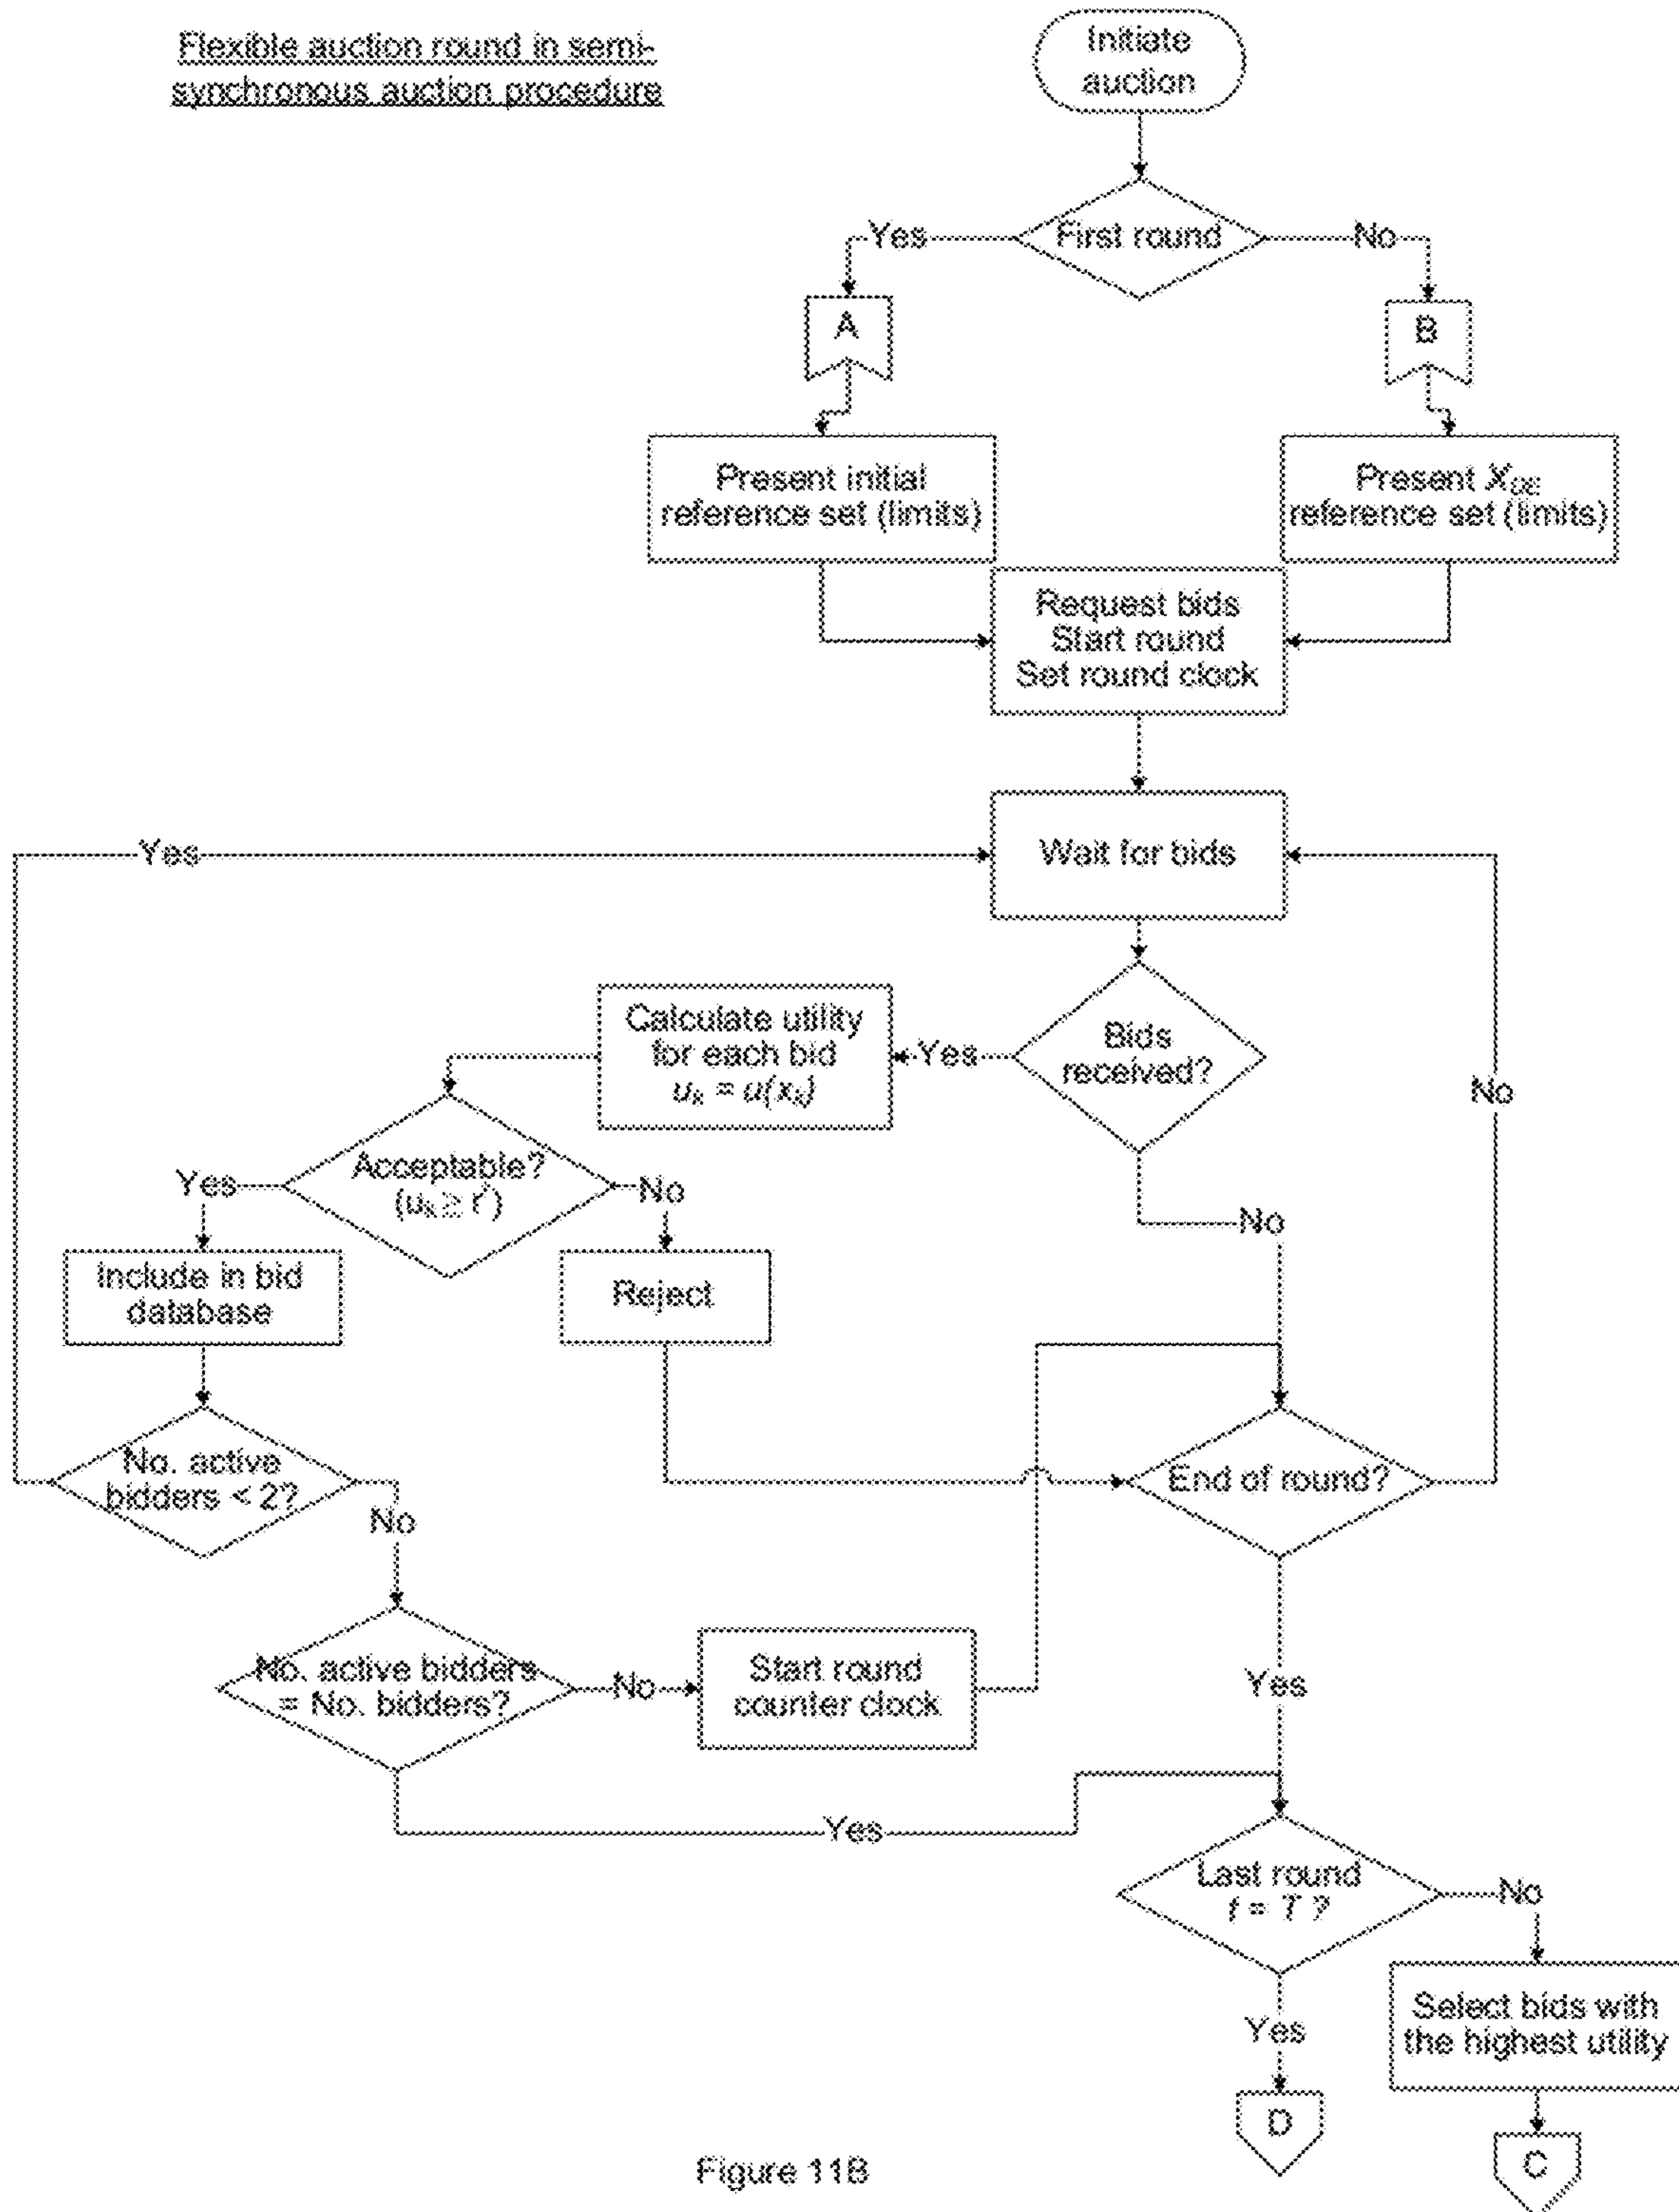 Flexible auction round in semi-
synchronous auction procedure
Initiate
auction
First round
Yes
No
A
B
Present initial
reference set (limits)
Present X_DE
reference set (limits)
Request bids
Start round
Set round clock
Yes
Wait for bids
Calculate utility
for each bid
u_k = u(x_k)
Yes
Bids
received?
No
Acceptable?
(u_k ≥ r)
Yes
No
No
Include in bid
database
Reject
No. active
bidders < 2?
No
End of round?
No. active bidders
= No. bidders?
No
Start round
counter clock
Yes
Yes
Last round
t = T ?
No
Yes
Select bids with
the highest utility
D
C
Figure 11B